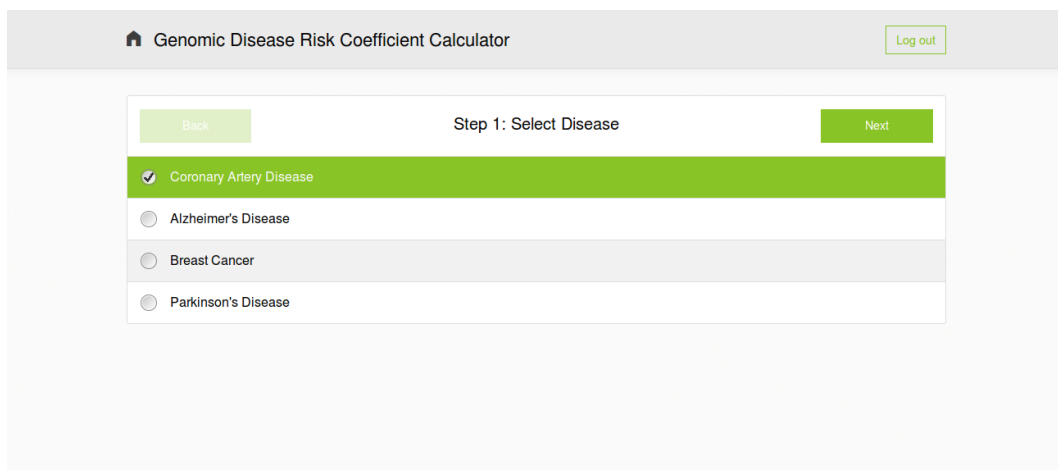 Genomic Disease Risk Coefficient Calculator
Log out
Back
Step 1: Select Disease
Next
Coronary Artery Disease
Alzheimer's Disease
Breast Cancer
Parkinson's Disease